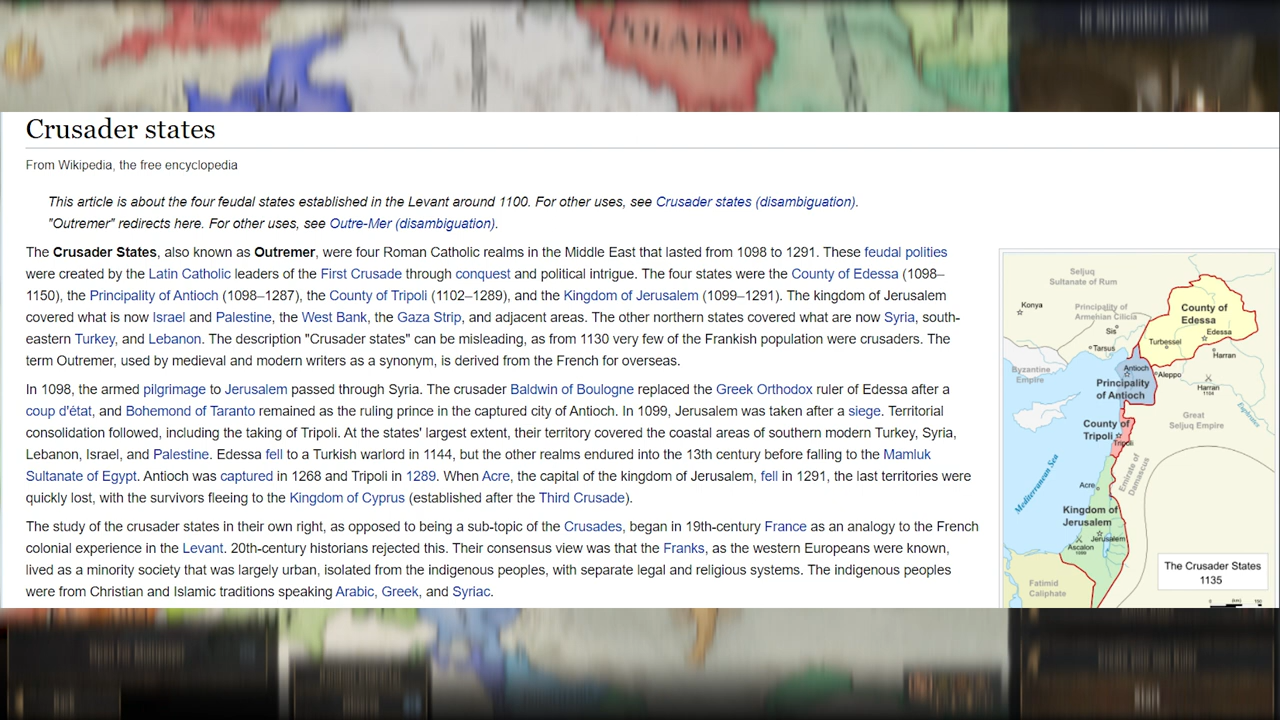 POLAND
Crusader states
From Wikipedia, the free encyclopedia
This article is about the four feudal states established in the Levant around 1100. For other uses, see Crusader states (disambiguation).
"Outremer" redirects here. For other uses, see Outre-Mer (disambiguation).
The Crusader States, also known as Outremer, were four Roman Catholic realms in the Middle East that lasted from 1098 to 1291. These feudal polities
were created by the Latin Catholic leaders of the First Crusade through conquest and political intrigue. The four states were the County of Edessa (1098–
1150), the Principality of Antioch (1098–1287), the County of Tripoli (1102–1289), and the Kingdom of Jerusalem (1099–1291). The kingdom of Jerusalem
covered what is now Israel and Palestine, the West Bank, the Gaza Strip, and adjacent areas. The other northern states covered what are now Syria, south-
eastern Turkey, and Lebanon. The description "Crusader states" can be misleading, as from 1130 very few of the Frankish population were crusaders. The
term Outremer, used by medieval and modern writers as a synonym, is derived from the French for overseas.
In 1098, the armed pilgrimage to Jerusalem passed through Syria. The crusader Baldwin of Boulogne replaced the Greek Orthodox ruler of Edessa after a
coup d'état, and Bohemond of Taranto remained as the ruling prince in the captured city of Antioch. In 1099, Jerusalem was taken after a siege. Territorial
consolidation followed, including the taking of Tripoli. At the states' largest extent, their territory covered the coastal areas of southern modern Turkey, Syria,
Lebanon, Israel, and Palestine. Edessa fell to a Turkish warlord in 1144, but the other realms endured into the 13th century before falling to the Mamluk
Sultanate of Egypt. Antioch was captured in 1268 and Tripoli in 1289. When Acre, the capital of the kingdom of Jerusalem, fell in 1291, the last territories were
quickly lost, with the survivors fleeing to the Kingdom of Cyprus (established after the Third Crusade).
The study of the crusader states in their own right, as opposed to being a sub-topic of the Crusades, began in 19th-century France as an analogy to the French
colonial experience in the Levant. 20th-century historians rejected this. Their consensus view was that the Franks, as the western Europeans were known,
lived as a minority society that was largely urban, isolated from the indigenous peoples, with separate legal and religious systems. The indigenous peoples
were from Christian and Islamic traditions speaking Arabic, Greek, and Syriac.
Seljuq
Sultanate of Rum
Konya
Principality of
Armenian Cilicia
Sis
Tarsus
County of
Edessa
Edessa
Turbessel
Harran
Byzantine
Empire
Antioch
Aleppo
Principality
of Antioch
Harran
1104
Great
Seljuq Empire
Euphrates
County of
Tripoli
Tripoli
Mediterranean Sea
Emirate of
Damascus
Acre
Kingdom of
Jerusalem
Jerusalem
Ascalon
1099
Fatimid
Caliphate
The Crusader States
1135